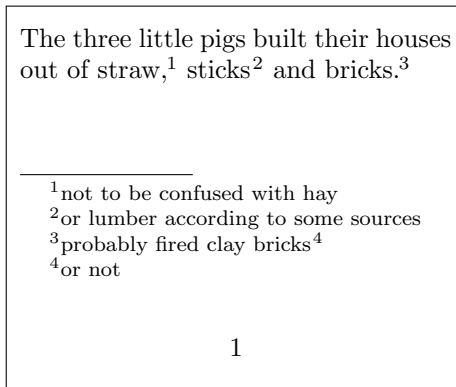 The three little pigs built their houses
out of straw,¹ sticks² and bricks.³
¹not to be confused with hay
²or lumber according to some sources
³probably fired clay bricks⁴
⁴or not
1